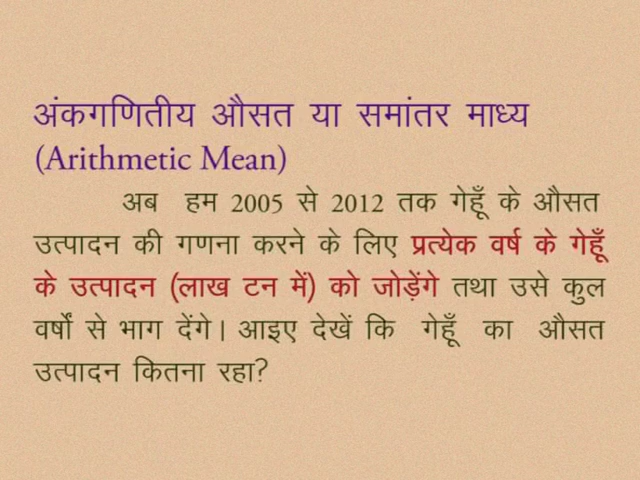 अंकगणितीय औसत या समांतर माध्य
(Arithmetic Mean)
अब हम 2005 से 2012 तक गेहूँ के औसत
उत्पादन की गणना करने के लिए प्रत्येक वर्ष के गेहूँ
के उत्पादन (लाख टन में) को जोड़ेंगे तथा उसे कुल
वर्षों से भाग देंगे। आइए देखें कि गेहूँ का औसत
उत्पादन कितना रहा?